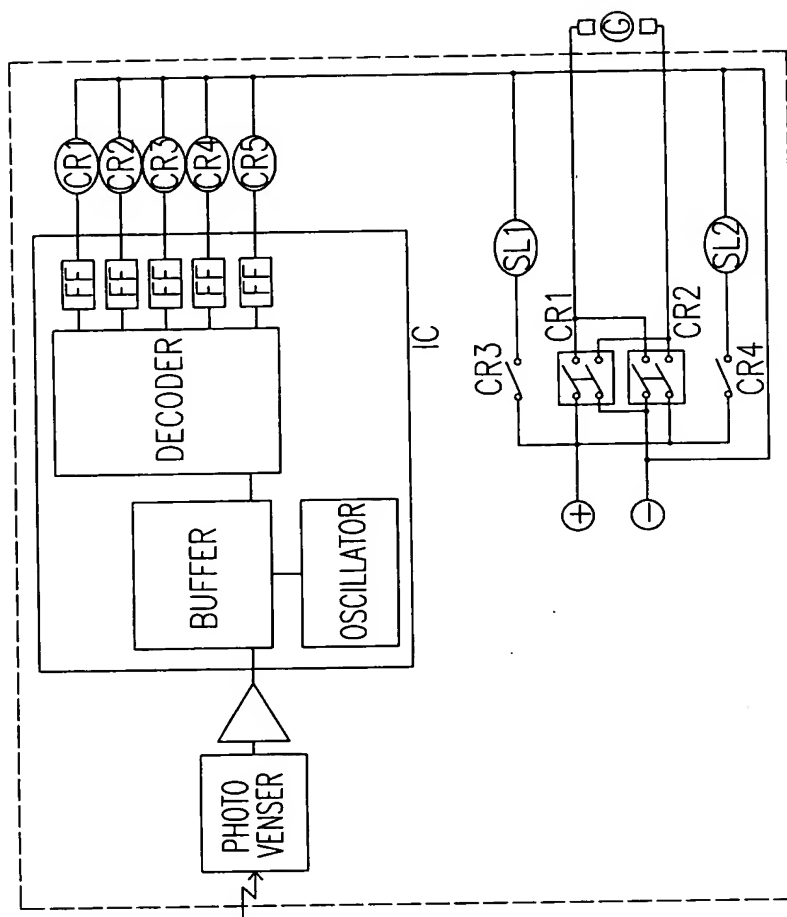 PHOTO
VENSER
BUFFER
OSCILLATOR
DECODER
IC
FF
FF
FF
FF
FF
CR1
CR2
CR3
CR4
CR5
CR3
SL1
CR1
CR2
CR4
SL2
+
−
G